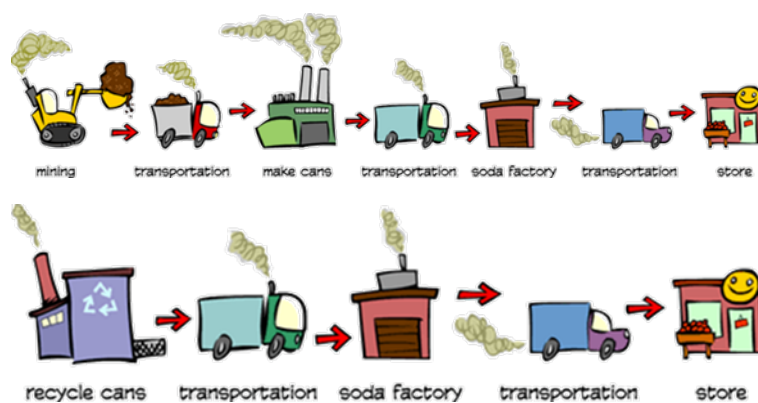 mining transportation make cans transportation soda factory transportation store
recycle cans transportation soda factory transportation store